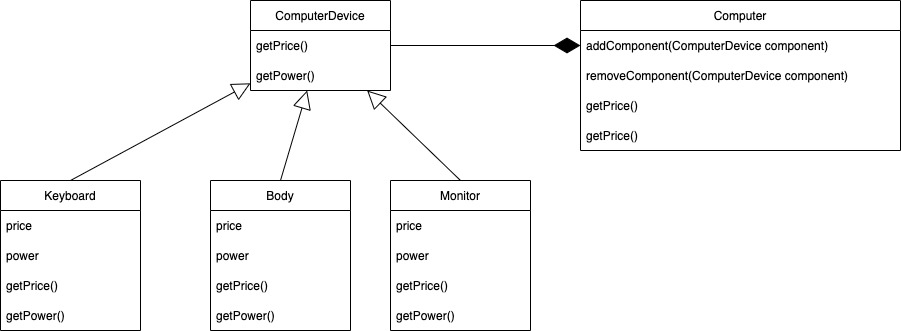 ComputerDevice
getPrice()
getPower()
Computer
addComponent(ComputerDevice component)
removeComponent(ComputerDevice component)
getPrice()
getPrice()
Keyboard
price
power
getPrice()
getPower()
Body
price
power
getPrice()
getPower()
Monitor
price
power
getPrice()
getPower()